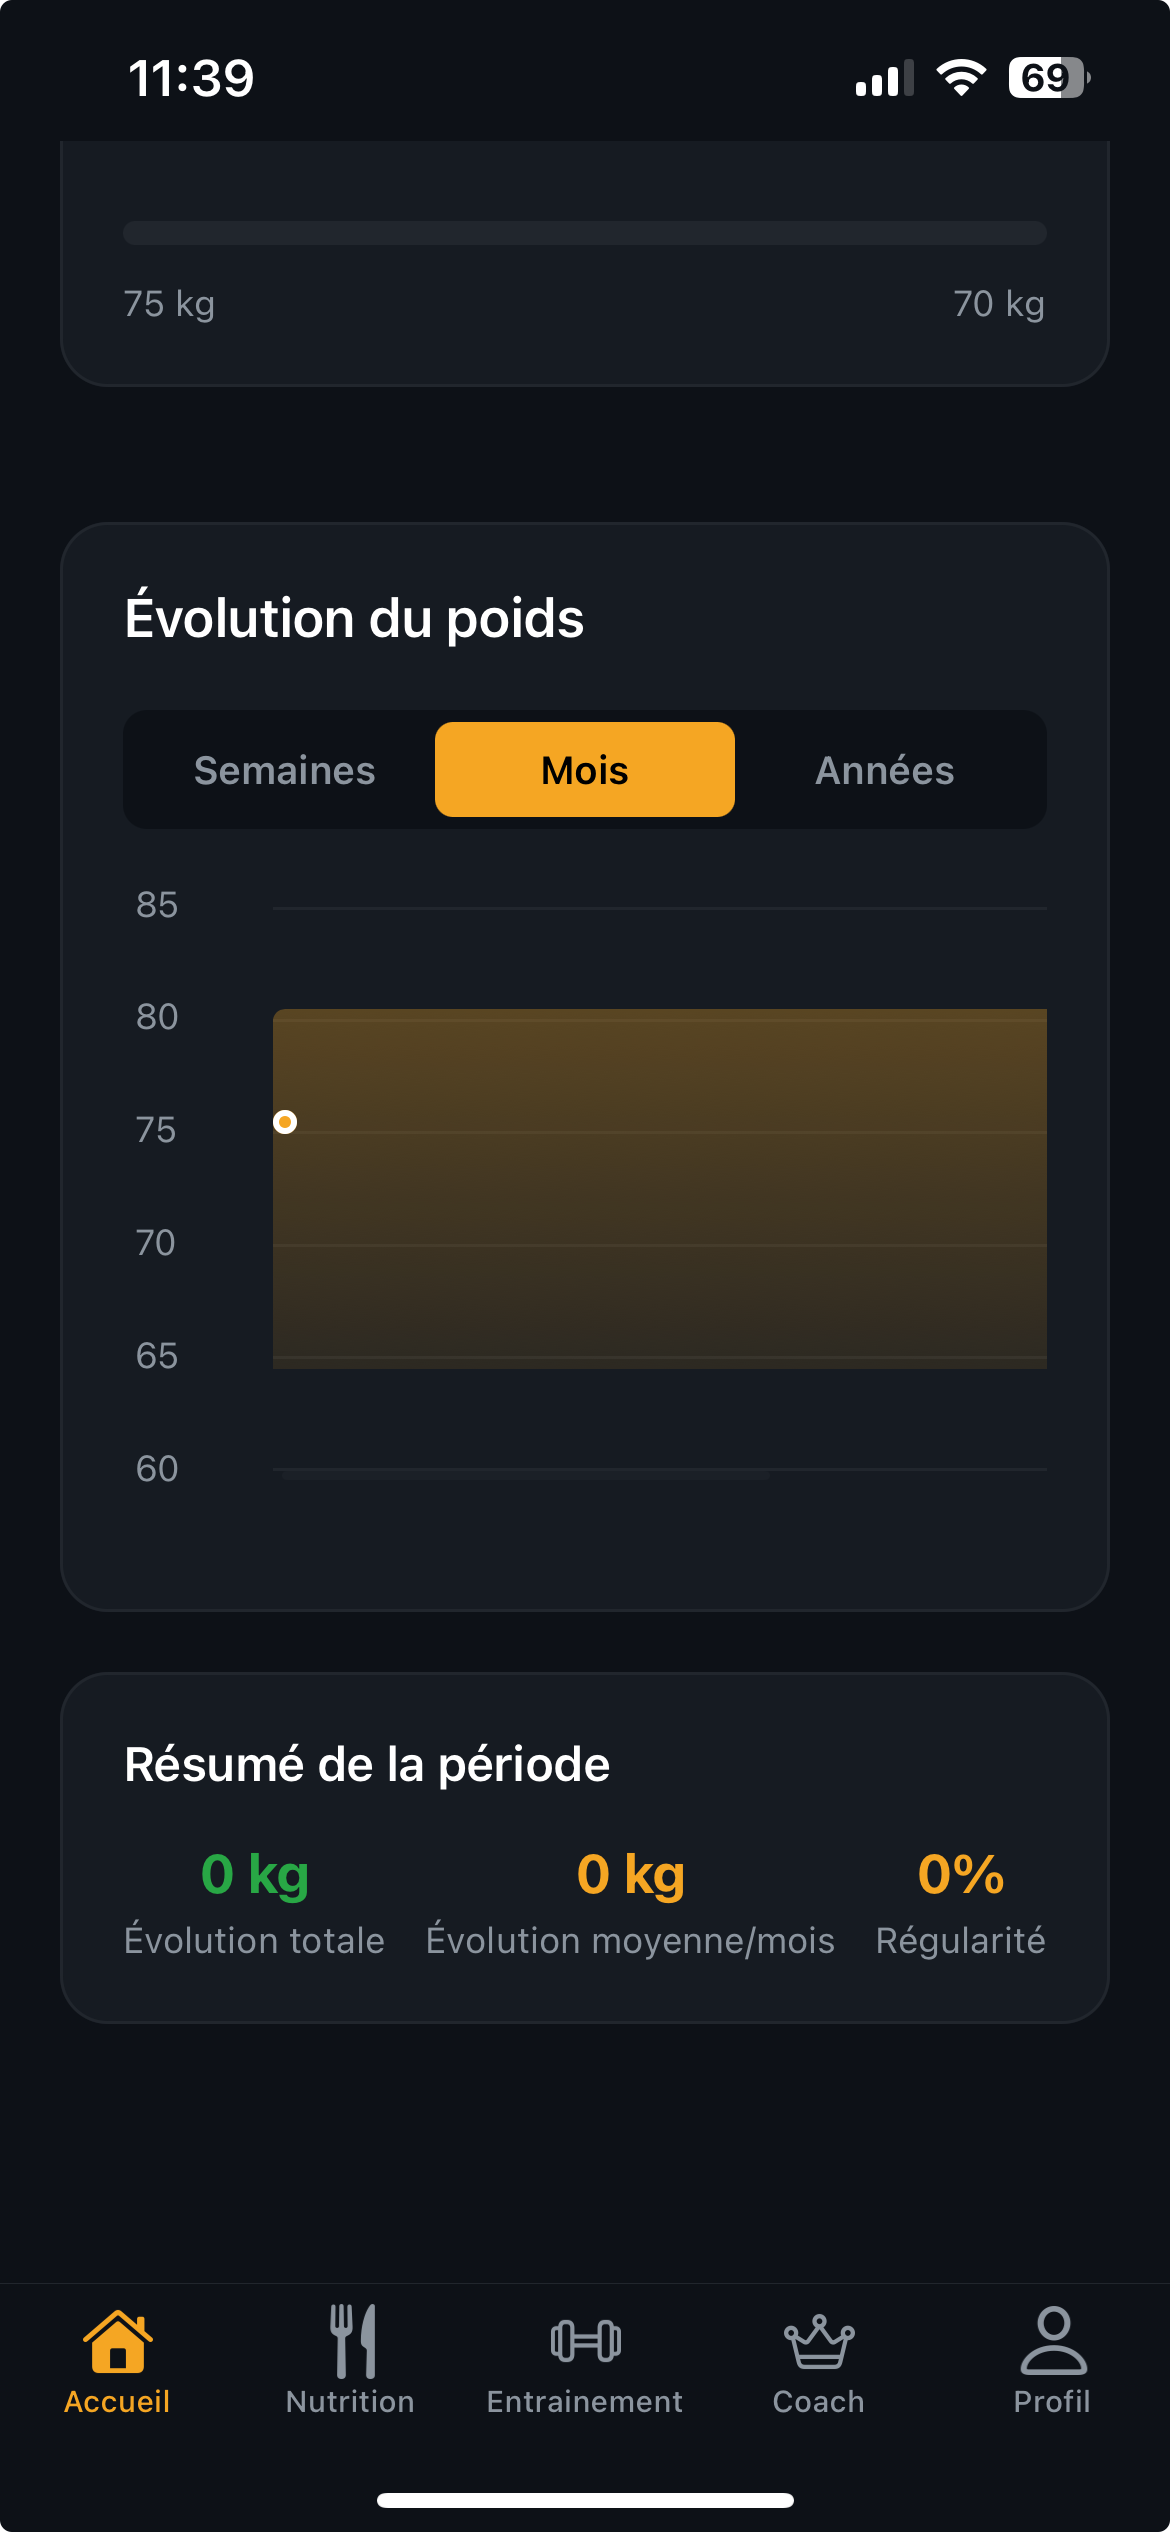 11:39
69
75 kg
70 kg
Évolution du poids
Semaines
Mois
Années
85
80
75
70
65
60
Résumé de la période
0 kg
0 kg
0%
Évolution totale
Évolution moyenne/mois
Régularité
Accueil
Nutrition
Entrainement
Coach
Profil